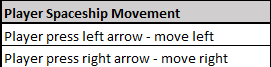 Player Spaceship Movement
Player press left arrow - move left
Player press right arrow - move right